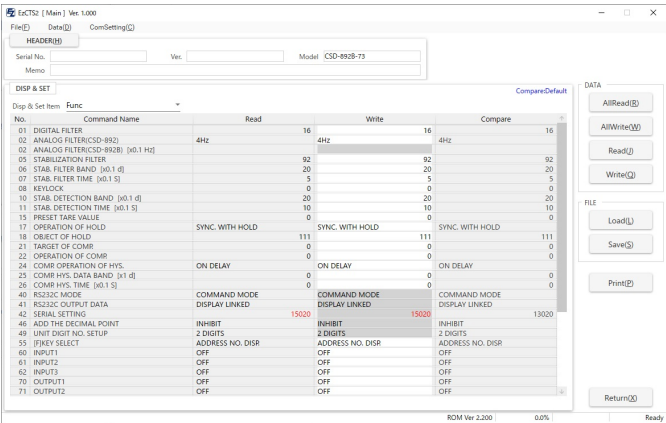 EzCTS2 [ Main ] Ver. 1.000
File(F) Data(D) ComSetting(C)
HEADER(H)
Serial No. Ver. Model CSD-892B-73
Memo
DISP & SET Compare:Default
Disp & Set Item Func
No. Command Name Read Write Compare
01 DIGITAL FILTER 16 16 16
02 ANALOG FILTER(CSD-892) 4Hz 4Hz 4Hz
02 ANALOG FILTER(CSD-892B) [x0.1 Hz]
05 STABILIZATION FILTER 92 92 92
06 STAB. FILTER BAND [x0.1 d] 20 20 20
07 STAB. FILTER TIME [x0.1 S] 5 5 5
08 KEYLOCK 0 0 0
10 STAB. DETECTION BAND [x0.1 d] 20 20 20
11 STAB. DETECTION TIME [x0.1 S] 10 10 10
15 PRESET TARE VALUE 0 0 0
17 OPERATION OF HOLD SYNC. WITH HOLD SYNC. WITH HOLD SYNC. WITH HOLD
18 OBJECT OF HOLD 111 111 111
21 TARGET OF COMP. 0 0 0
22 OPERATION OF COMP. 0 0 0
24 COMP. OPERATION OF HYS. ON DELAY ON DELAY ON DELAY
25 COMP. HYS. DATA BAND [x1 d] 0 0 0
26 COMP. HYS. TIME [x0.1 S] 0 0 0
40 RS232C MODE COMMAND MODE COMMAND MODE COMMAND MODE
41 RS232C OUTPUT DATA DISPLAY LINKED DISPLAY LINKED DISPLAY LINKED
42 SERIAL SETTING 15020 15020 13020
46 ADD THE DECIMAL POINT INHIBIT INHIBIT INHIBIT
49 UNIT DIGIT NO. SETUP 2 DIGITS 2 DIGITS 2 DIGITS
55 [F]KEY SELECT ADDRESS NO. DISP. ADDRESS NO. DISP. ADDRESS NO. DISP.
60 INPUT1 OFF OFF OFF
61 INPUT2 OFF OFF OFF
62 INPUT3 OFF OFF OFF
70 OUTPUT1 OFF OFF OFF
71 OUTPUT2 OFF OFF OFF
DATA
AllRead(R)
AllWrite(W)
Read(J)
Write(Q)
FILE
Load(L)
Save(S)
Print(P)
Return(X)
ROM Ver 2.200 0.0% Ready